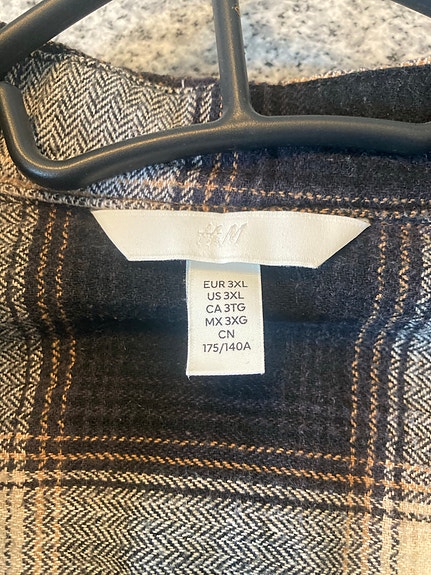 H&M
EUR 3XL
US 3XL
CA 3TG
MX 3XG
CN
175/140A